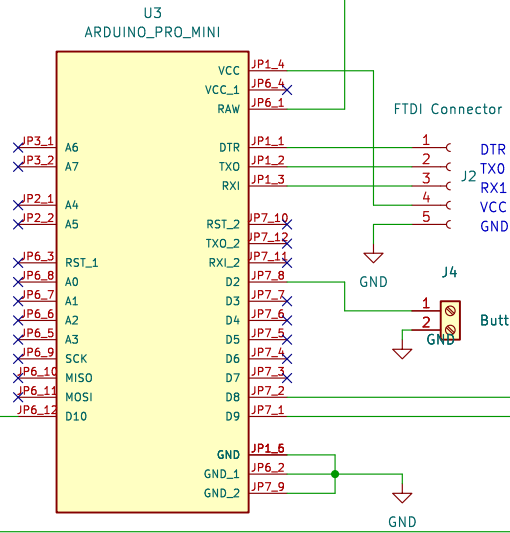 U3
ARDUINO_PRO_MINI
VCC JP1_4
VCC_1 JP6_4
RAW JP6_1
FTDI Connector
JP3_1 A6 DTR JP1_1 1 DTR
JP3_2 A7 TXO JP1_2 2 TX0
RXI JP1_3 3 J2 RX1
JP2_1 A4 4 VCC
JP2_2 A5 RST_2 JP7_10 5 GND
TXO_2 JP7_12
JP6_3 RST_1 RXI_2 JP7_11
JP6_8 A0 D2 JP7_8 GND J4
JP6_7 A1 D3 JP7_7 1
JP6_6 A2 D4 JP7_6 2 Butt
JP6_5 A3 D5 JP7_5 GND
JP6_9 SCK D6 JP7_4
JP6_10 MISO D7 JP7_3
JP6_11 MOSI D8 JP7_2
JP6_12 D10 D9 JP7_1
GND
GND_1 JP6_2
GND_2 JP7_9
GND